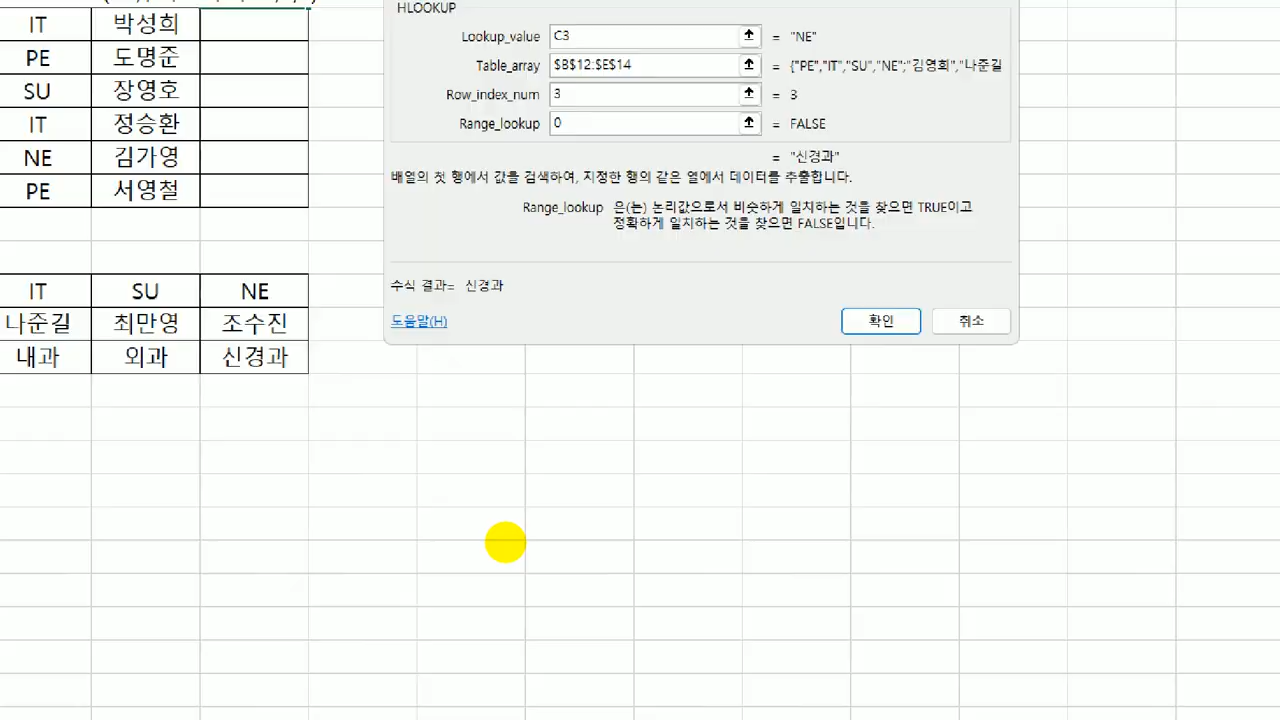 HLOOKUP
Lookup_value C3 = "NE"
Table_array $B$12:$E$14 = {"PE","IT","SU","NE";"김영희","나준길
Row_index_num 3 = 3
Range_lookup 0 = FALSE
= "신경과"
배열의 첫 행에서 값을 검색하여, 지정한 행의 같은 열에서 데이터를 추출합니다.
Range_lookup 은(는) 논리값으로서 비슷하게 일치하는 것을 찾으면 TRUE이고
정확하게 일치하는 것을 찾으면 FALSE입니다.
수식 결과= 신경과
도움말(H)
확인 취소
IT 박성희
PE 도명준
SU 장영호
IT 정승환
NE 김가영
PE 서영철
IT SU NE
나준길 최만영 조수진
내과 외과 신경과